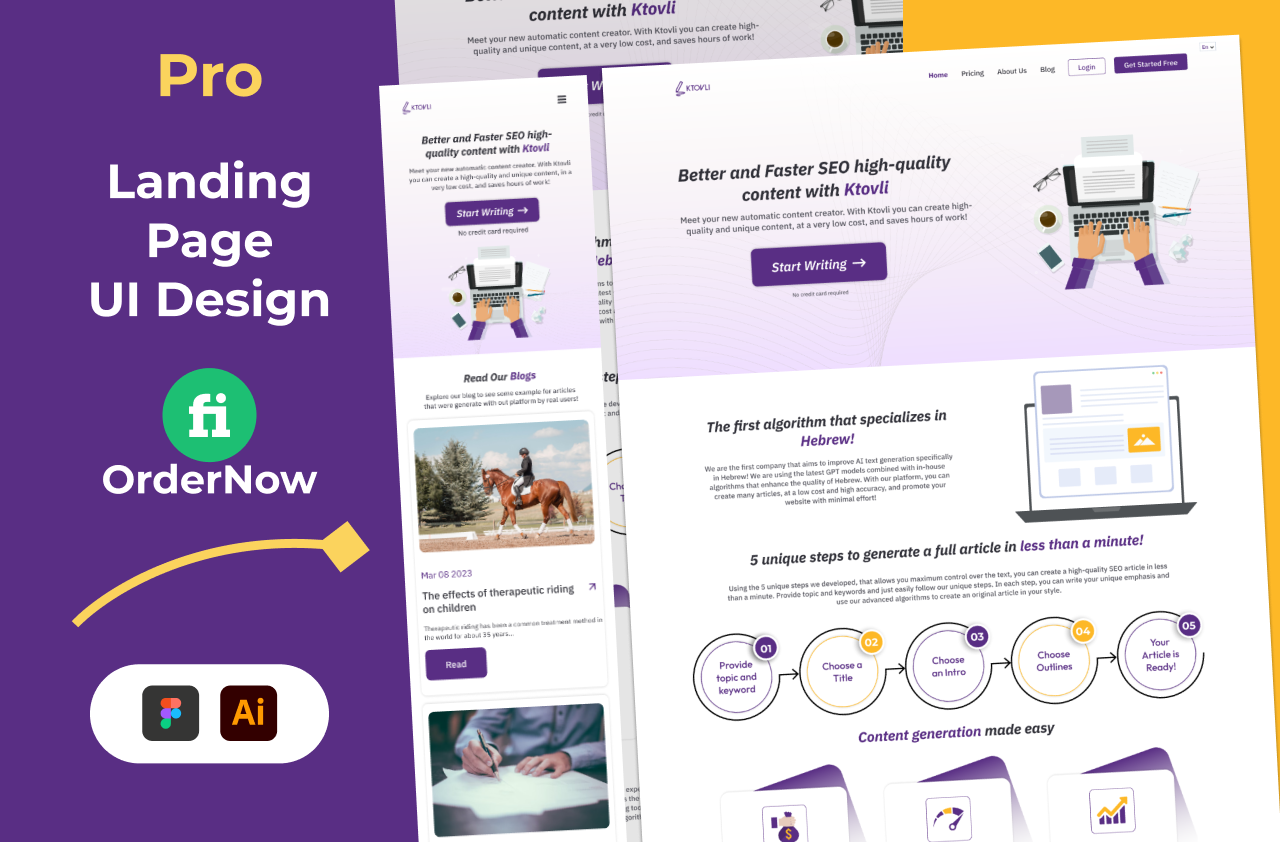 Pro
Landing
Page
UI Design
fi
OrderNow
Ai
content with Ktovli
Meet your new automatic content creator. With Ktovli you can create high-
quality and unique content, at a very low cost, and saves hours of work!
KTOVLI
Better and Faster SEO high-
quality content with Ktovli
Meet your new automatic content creator. With Ktovli
you can create a high-quality and unique content, in a
very low cost, and saves hours of work!
Start Writing
No credit card required
Read Our Blogs
Explore our blog to see some example for articles
that were generate with out platform by real users!
Mar 08 2023
The effects of therapeutic riding
on children
Therapeutic riding has been a common treatment method in
the world for about 35 years...
Read
En
KTOVLI
Home Pricing About Us Blog Login Get Started Free
Better and Faster SEO high-quality
content with Ktovli
Meet your new automatic content creator. With Ktovli you can create high-
quality and unique content, at a very low cost, and saves hours of work!
Start Writing
No credit card required
The first algorithm that specializes in
Hebrew!
We are the first company that aims to improve AI text generation specifically
in Hebrew! We are using the latest GPT models combined with in-house
algorithms that enhance the quality of Hebrew. With our platform, you can
create many articles, at a low cost and high accuracy, and promote your
website with minimal effort!
5 unique steps to generate a full article in less than a minute!
Using the 5 unique steps we developed, that allows you maximum control over the text, you can create a high-quality SEO article in less
than a minute. Provide topic and keywords and just easily follow our unique steps. In each step, you can write your unique emphasis and
use our advanced algorithms to create an original article in your style.
01
Provide
topic and
keyword
02
Choose a
Title
03
Choose
an Intro
04
Choose
Outlines
05
Your
Article is
Ready!
Content generation made easy
$